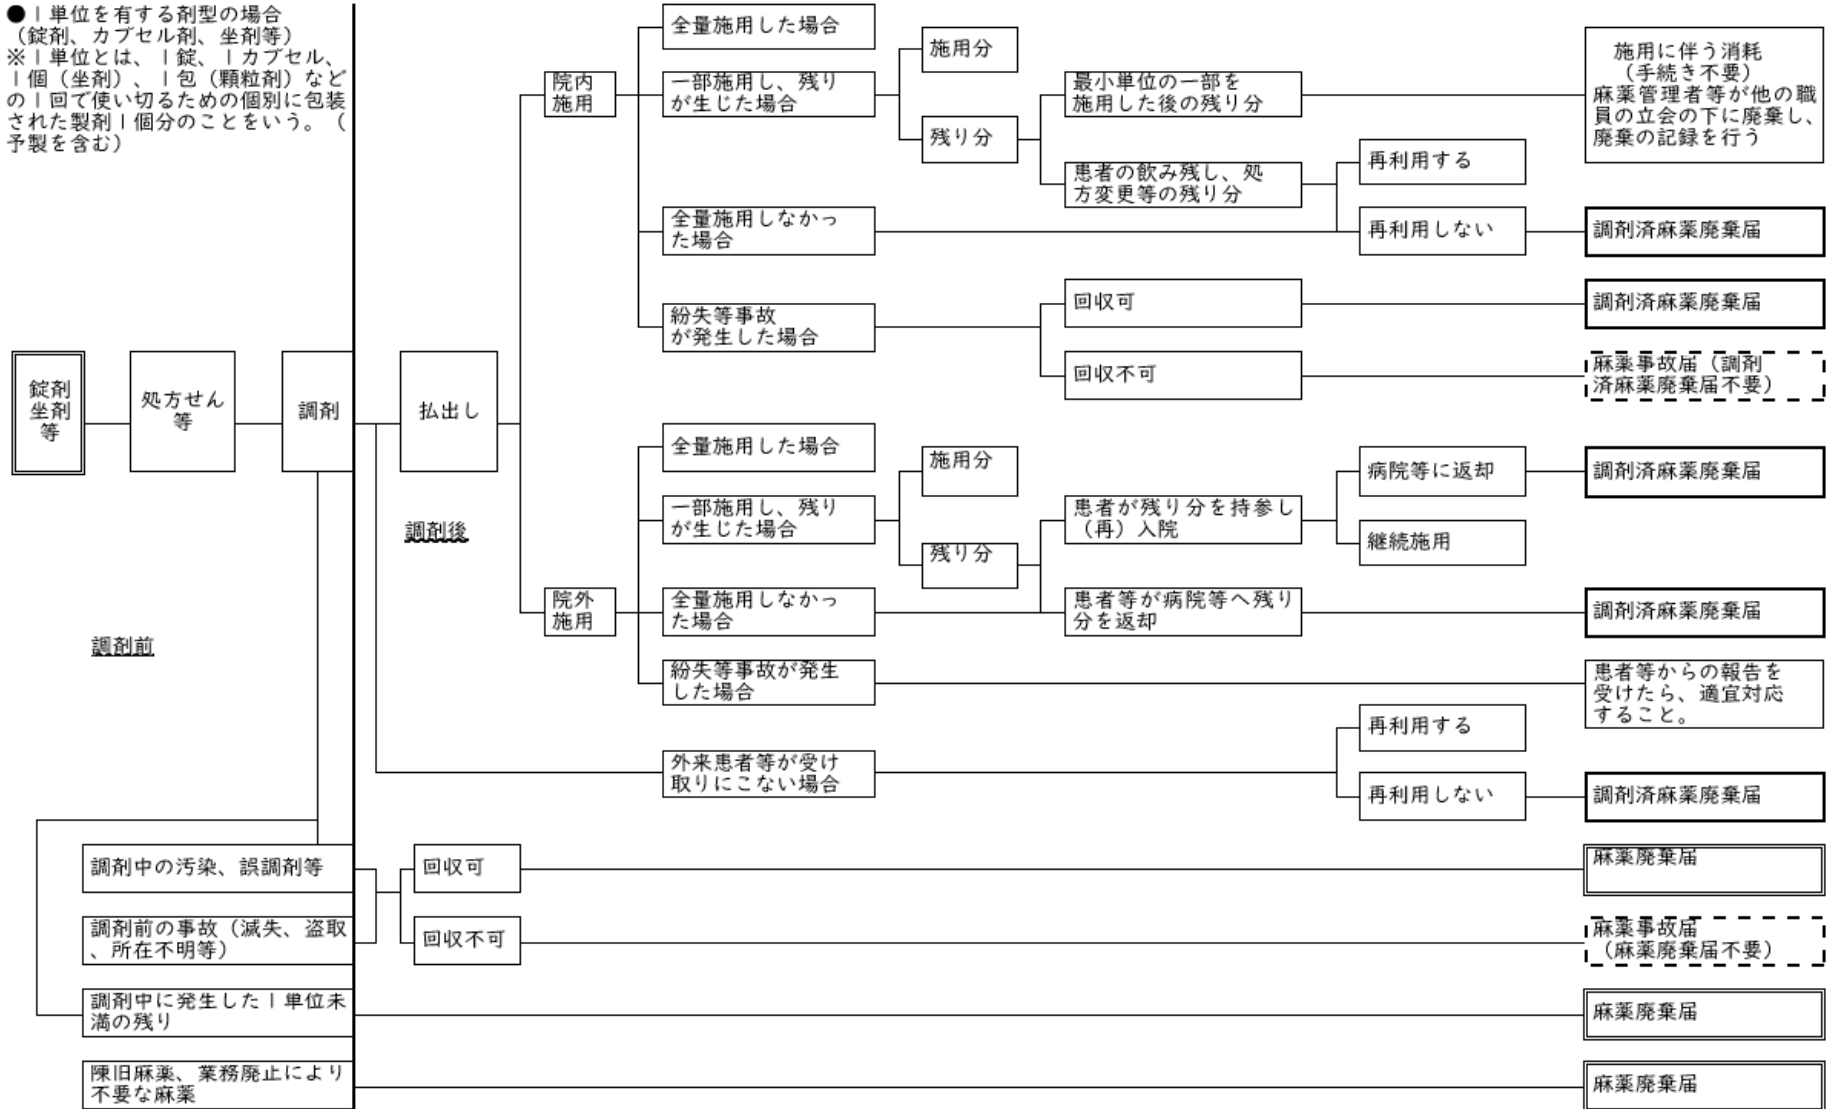 ●１単位を有する剤型の場合
（錠剤、カプセル剤、坐剤等）
※１単位とは、１錠、１カプセル、
１個（坐剤）、１包（顆粒剤）など
の１回で使い切るための個別に包装
された製剤１個分のことをいう。（
予製を含む）
錠剤
坐剤
等
処方せん
等
調剤
払出し
調剤前
調剤後
院内
施用
全量施用した場合
一部施用し、残り
が生じた場合
施用分
残り分
最小単位の一部を
施用した後の残り分
施用に伴う消耗
（手続き不要）
麻薬管理者等が他の職
員の立会の下に廃棄し、
廃棄の記録を行う
患者の飲み残し、処
方変更等の残り分
再利用する
全量施用しなかっ
た場合
再利用しない
調剤済麻薬廃棄届
紛失等事故
が発生した場合
回収可
調剤済麻薬廃棄届
回収不可
麻薬事故届（調剤
済麻薬廃棄届不要）
院外
施用
全量施用した場合
一部施用し、残り
が生じた場合
施用分
残り分
患者が残り分を持参し
（再）入院
病院等に返却
調剤済麻薬廃棄届
継続施用
全量施用しなかっ
た場合
患者等が病院等へ残り
分を返却
調剤済麻薬廃棄届
紛失等事故が発生
した場合
患者等からの報告を
受けたら、適宜対応
すること。
外来患者等が受け
取りにこない場合
再利用する
再利用しない
調剤済麻薬廃棄届
調剤中の汚染、誤調剤等
回収可
麻薬廃棄届
調剤前の事故（滅失、盗取
、所在不明等）
回収不可
麻薬事故届
（麻薬廃棄届不要）
調剤中に発生した１単位未
満の残り
麻薬廃棄届
陳旧麻薬、業務廃止により
不要な麻薬
麻薬廃棄届